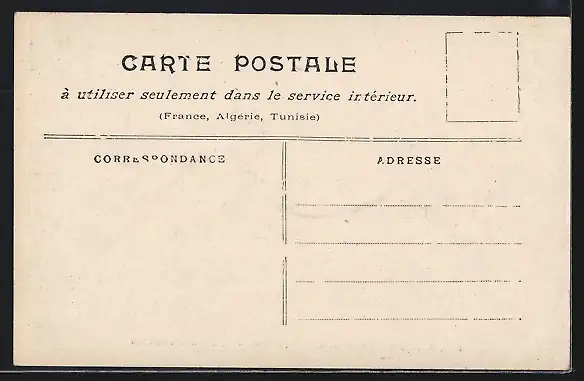 CARTE POSTALE
à utiliser seulement dans le service intérieur.
(France, Algérie, Tunisie)
CORRESPONDANCE
ADRESSE